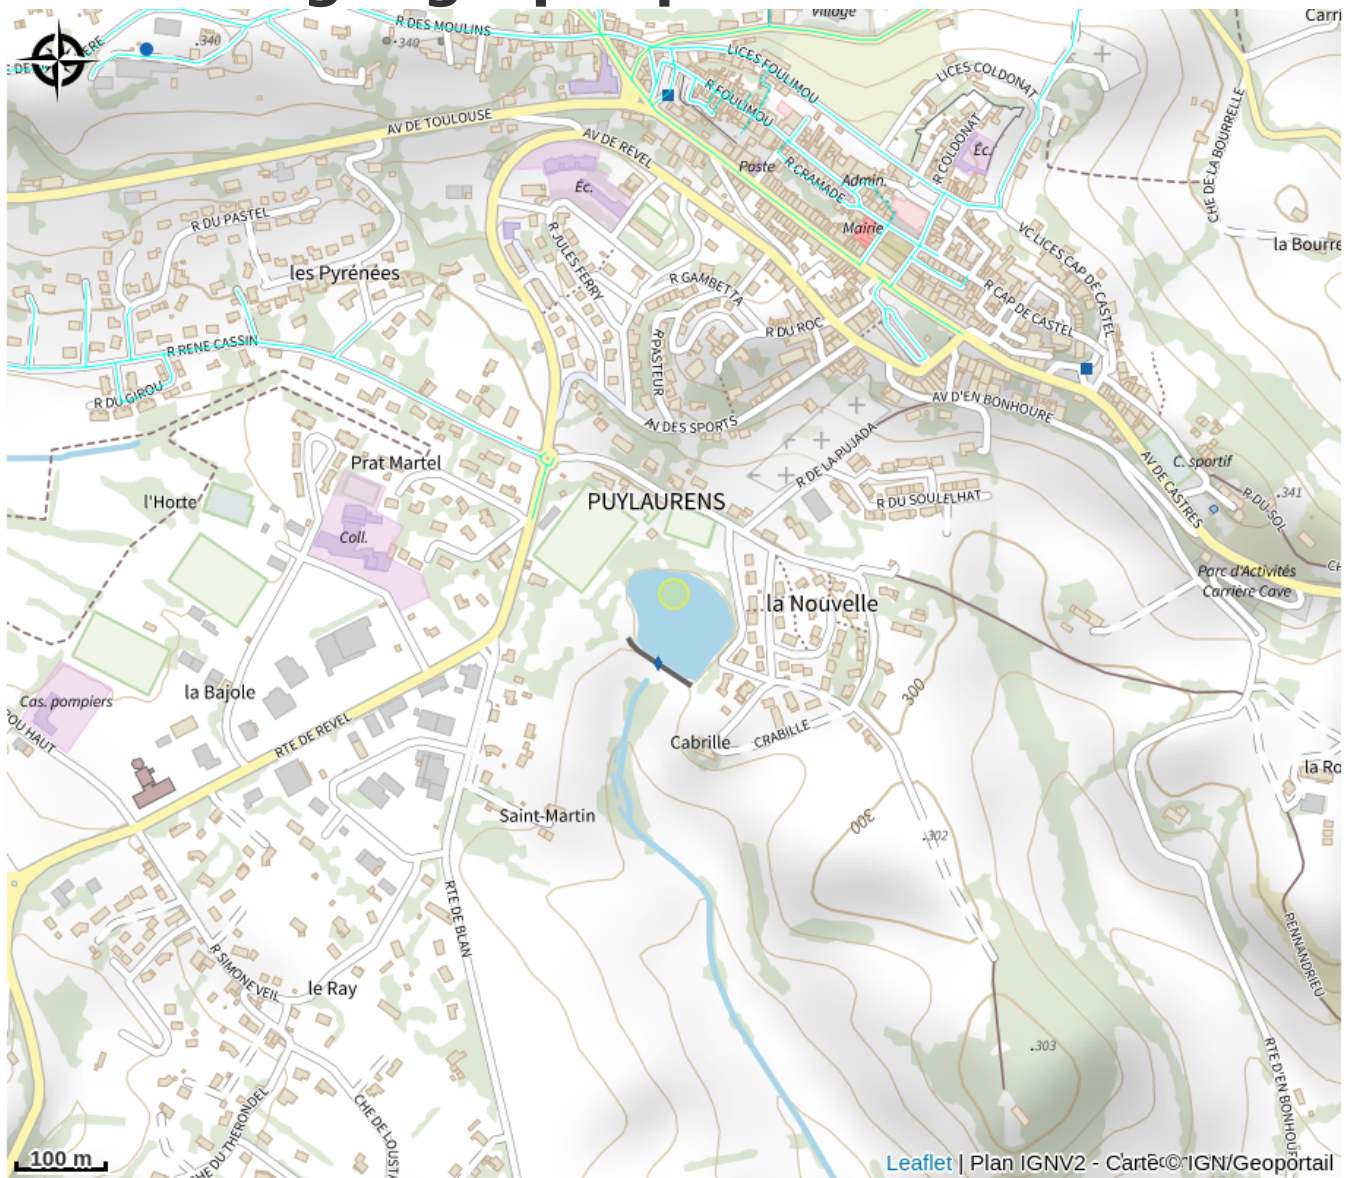 R DES MOULINS
Village
340
340
LICES FOULIMOU
R FOULIMOU
LICES COLDONAT
R COLDONAT
Éc.
CHE DE LA BOURRELLE
AV DE TOULOUSE
AV DE REVEL
Poste
R CRAMADE
Admin.
Mairie
Éc.
R DU PASTEL
R JULES FERRY
VC LICES CAP DE CASTEL
la Bourre
les Pyrénées
R GAMBETTA
R CAP DE CASTEL
R DU ROC
R RENE CASSIN
R PASTEUR
R DU GIROU
AV DES SPORTS
AV D'EN BONHOURE
R DE LA PUJADA
AV DE CASTRES
C. sportif
Prat Martel
l'Horte
PUYLAURENS
R DU SOULELHAT
R DU SOL
341
Coll.
Parc d'Activités
Carrière Cave
la Nouvelle
Cas. pompiers
la Bajole
300
RTE DE REVEL
Cabrille
CRABILLE
la Ro
Saint-Martin
300
302
RTE DE BLAN
PENNANDRIEU
R SIMONE VEIL
le Ray
303
RTE D'EN BONHOU
CHE DU THERONDEL
CHE DE LOUST
100 m
Leaflet | Plan IGNV2 - Carte © IGN/Geoportail